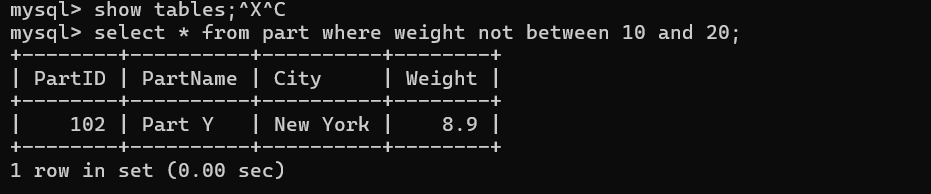 mysql> show tables;^X^C
mysql> select * from part where weight not between 10 and 20;
+--------+----------+----------+--------+
| PartID | PartName | City     | Weight |
+--------+----------+----------+--------+
|    102 | Part Y   | New York |    8.9 |
+--------+----------+----------+--------+
1 row in set (0.00 sec)